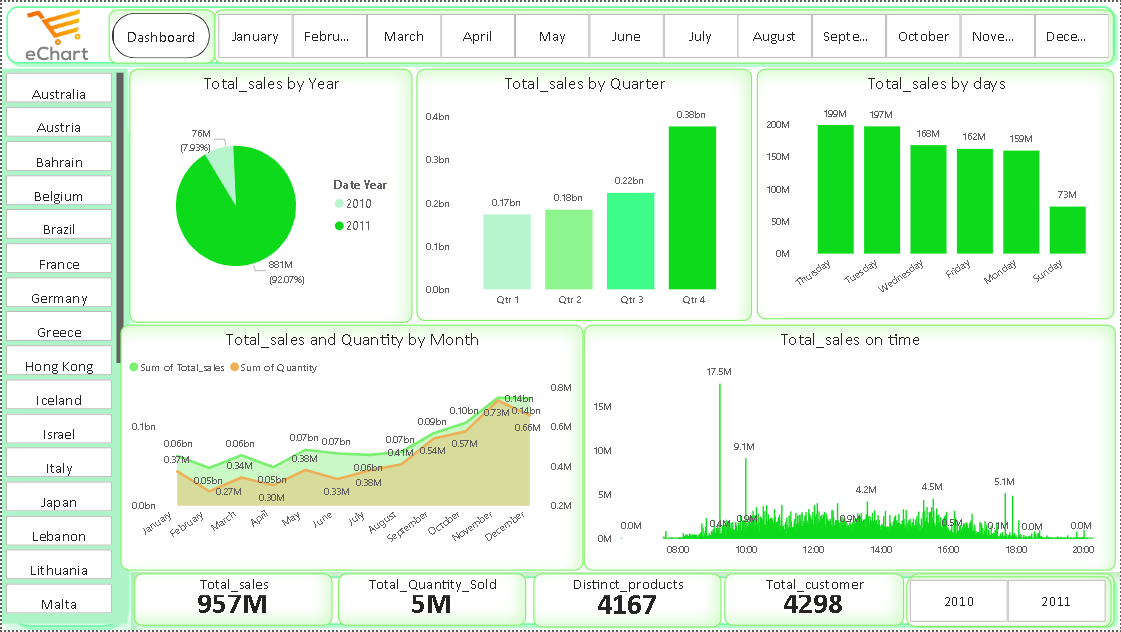 eChart
Dashboard
January
Febru...
March
April
May
June
July
August
Septe...
October
Nove...
Dece...
Australia
Austria
Bahrain
Belgium
Brazil
France
Germany
Greece
Hong Kong
Iceland
Israel
Italy
Japan
Lebanon
Lithuania
Malta
Total_sales by Year
76M
(7.93%)
881M
(92.07%)
Date Year
2010
2011
Total_sales by Quarter
0.4bn
0.3bn
0.2bn
0.1bn
0.0bn
0.17bn
0.18bn
0.22bn
0.38bn
Qtr 1
Qtr 2
Qtr 3
Qtr 4
Total_sales by days
200M
150M
100M
50M
0M
199M
197M
168M
162M
159M
73M
Thursday
Tuesday
Wednesday
Friday
Monday
Sunday
Total_sales and Quantity by Month
Sum of Total_sales
Sum of Quantity
0.1bn
0.0bn
0.8M
0.6M
0.4M
0.2M
0.06bn
0.05bn
0.06bn
0.05bn
0.07bn
0.07bn
0.06bn
0.07bn
0.09bn
0.10bn
0.14bn
0.14bn
0.37M
0.27M
0.34M
0.30M
0.38M
0.33M
0.38M
0.41M
0.54M
0.57M
0.73M
0.66M
January
February
March
April
May
June
July
August
September
October
November
December
Total_sales on time
15M
10M
5M
0M
0.0M
0.4M
17.5M
9.1M
0.9M
0.9M
4.2M
4.5M
0.5M
0.1M
5.1M
0.0M
0.0M
08:00
10:00
12:00
14:00
16:00
18:00
20:00
Total_sales
957M
Total_Quantity_Sold
5M
Distinct_products
4167
Total_customer
4298
2010
2011